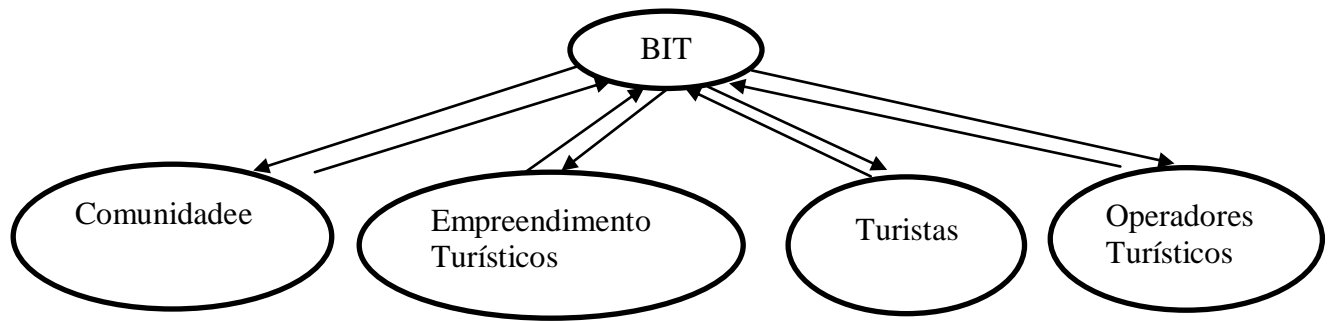 BIT
Comunidadee
Empreendimento
Turísticos
Turistas
Operadores
Turísticos